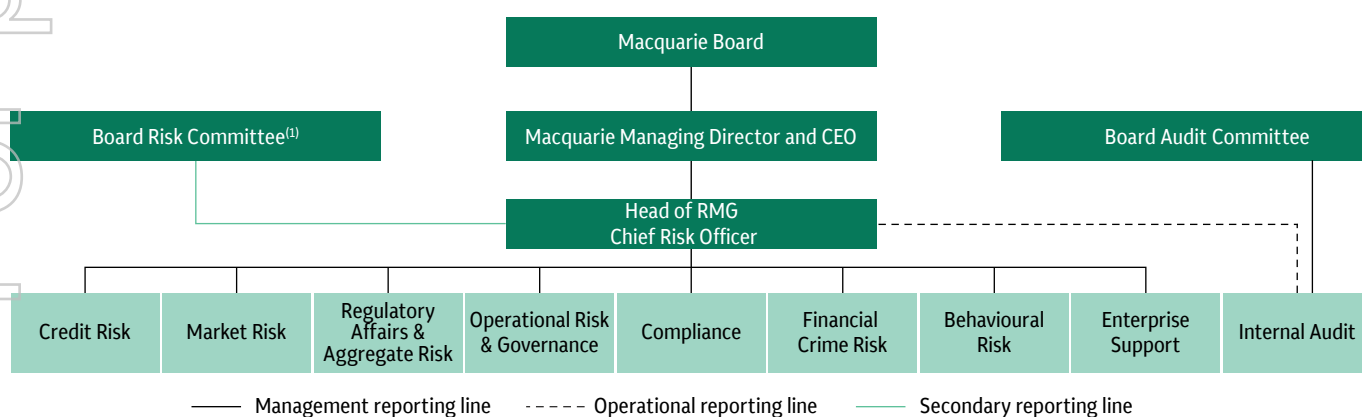 Macquarie Board
Board Risk Committee(1)
Macquarie Managing Director and CEO
Board Audit Committee
Head of RMG
Chief Risk Officer
Credit Risk
Market Risk
Regulatory
Affairs &
Aggregate Risk
Operational Risk
& Governance
Compliance
Financial
Crime Risk
Behavioural
Risk
Enterprise
Support
Internal Audit
Management reporting line
Operational reporting line
Secondary reporting line